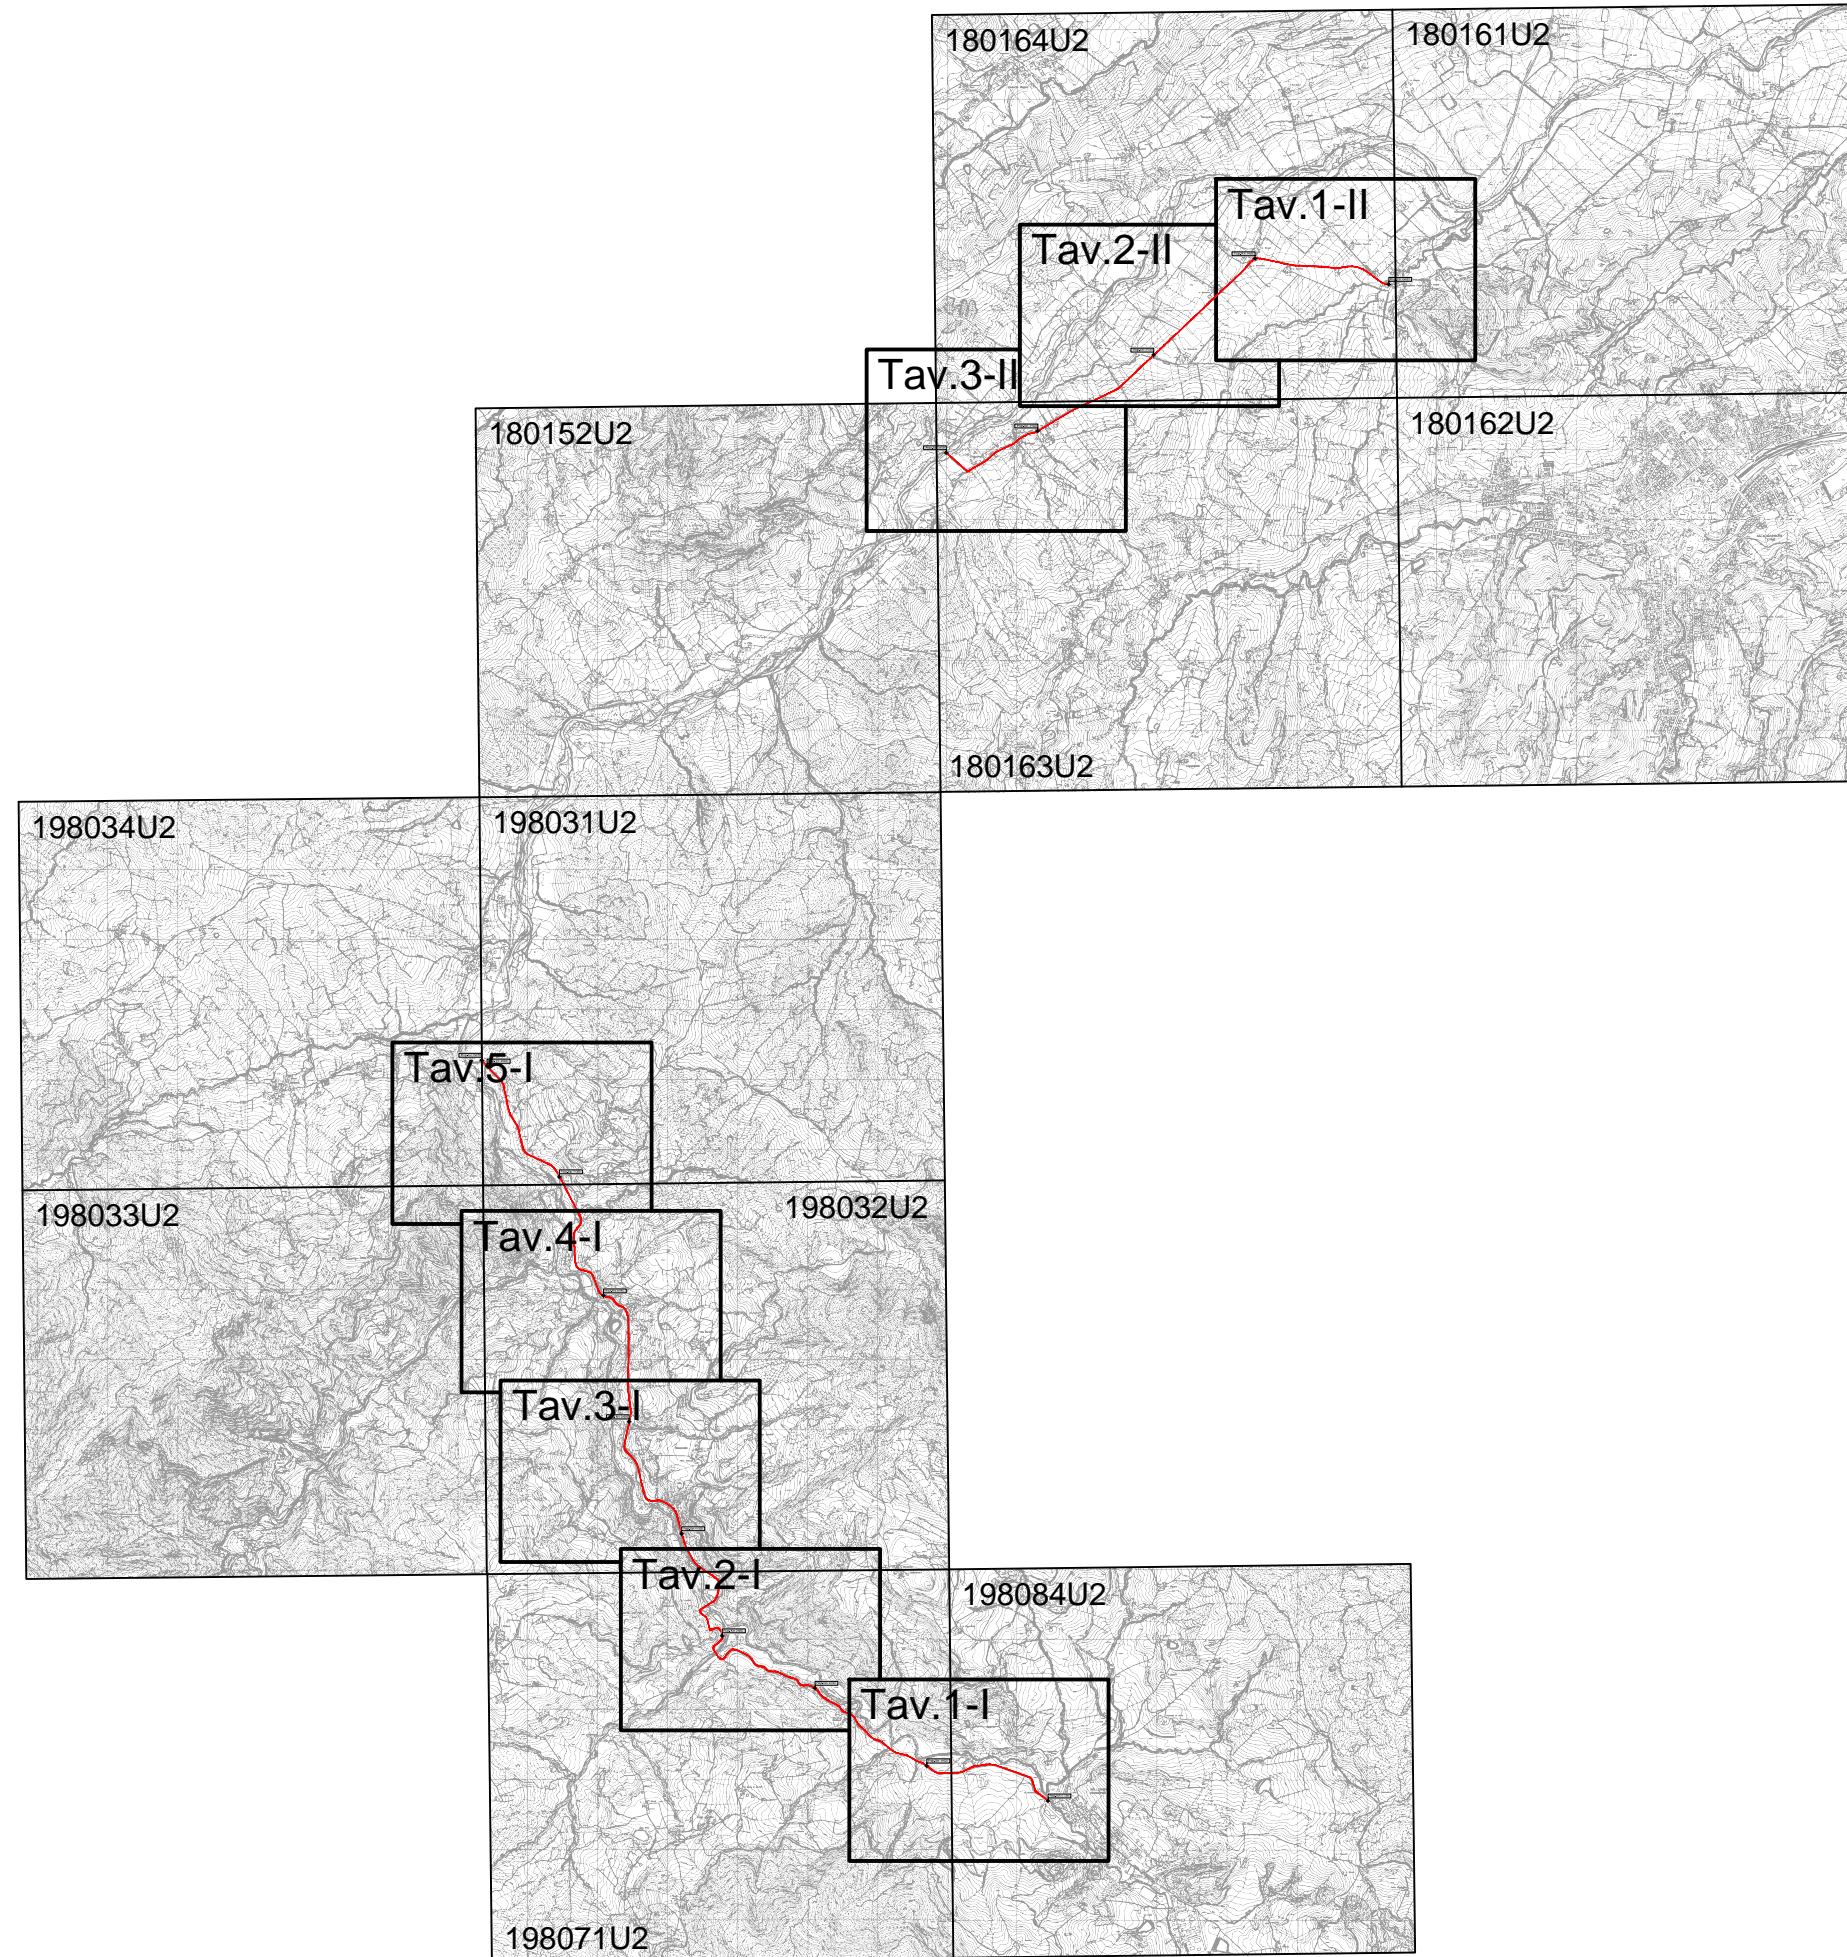 180164U2
180161U2
Tav.1-II
Tav.2-II
Tav.3-II
180152U2
180162U2
180163U2
198034U2
198031U2
Tav.5-I
198033U2
198032U2
Tav.4-I
Tav.3-I
Tav.2-I
198084U2
Tav.1-I
198071U2